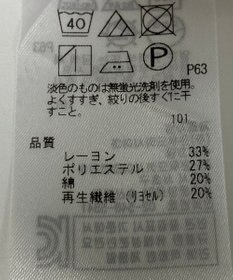 40
P
P63
淡色のものは無蛍光洗剤を使用。
よくすすぎ、絞りの後すぐに干
すこと。
101
品質
レーヨン 33%
ポリエステル 27%
綿 20%
再生繊維 (リヨセル) 20%